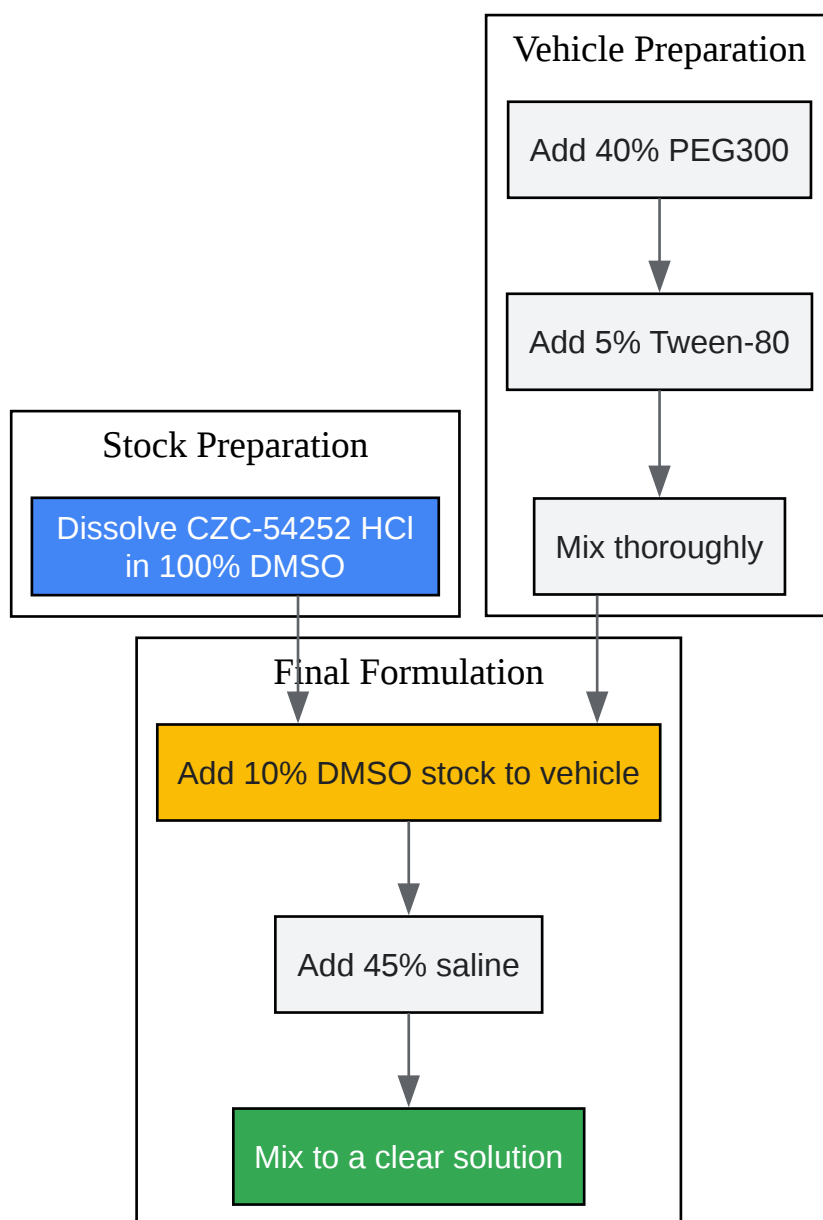 Vehicle Preparation
Add 40% PEG300
Add 5% Tween-80
Mix thoroughly
Stock Preparation
Dissolve CZC-54252 HCl
in 100% DMSO
Final Formulation
Add 10% DMSO stock to vehicle
Add 45% saline
Mix to a clear solution